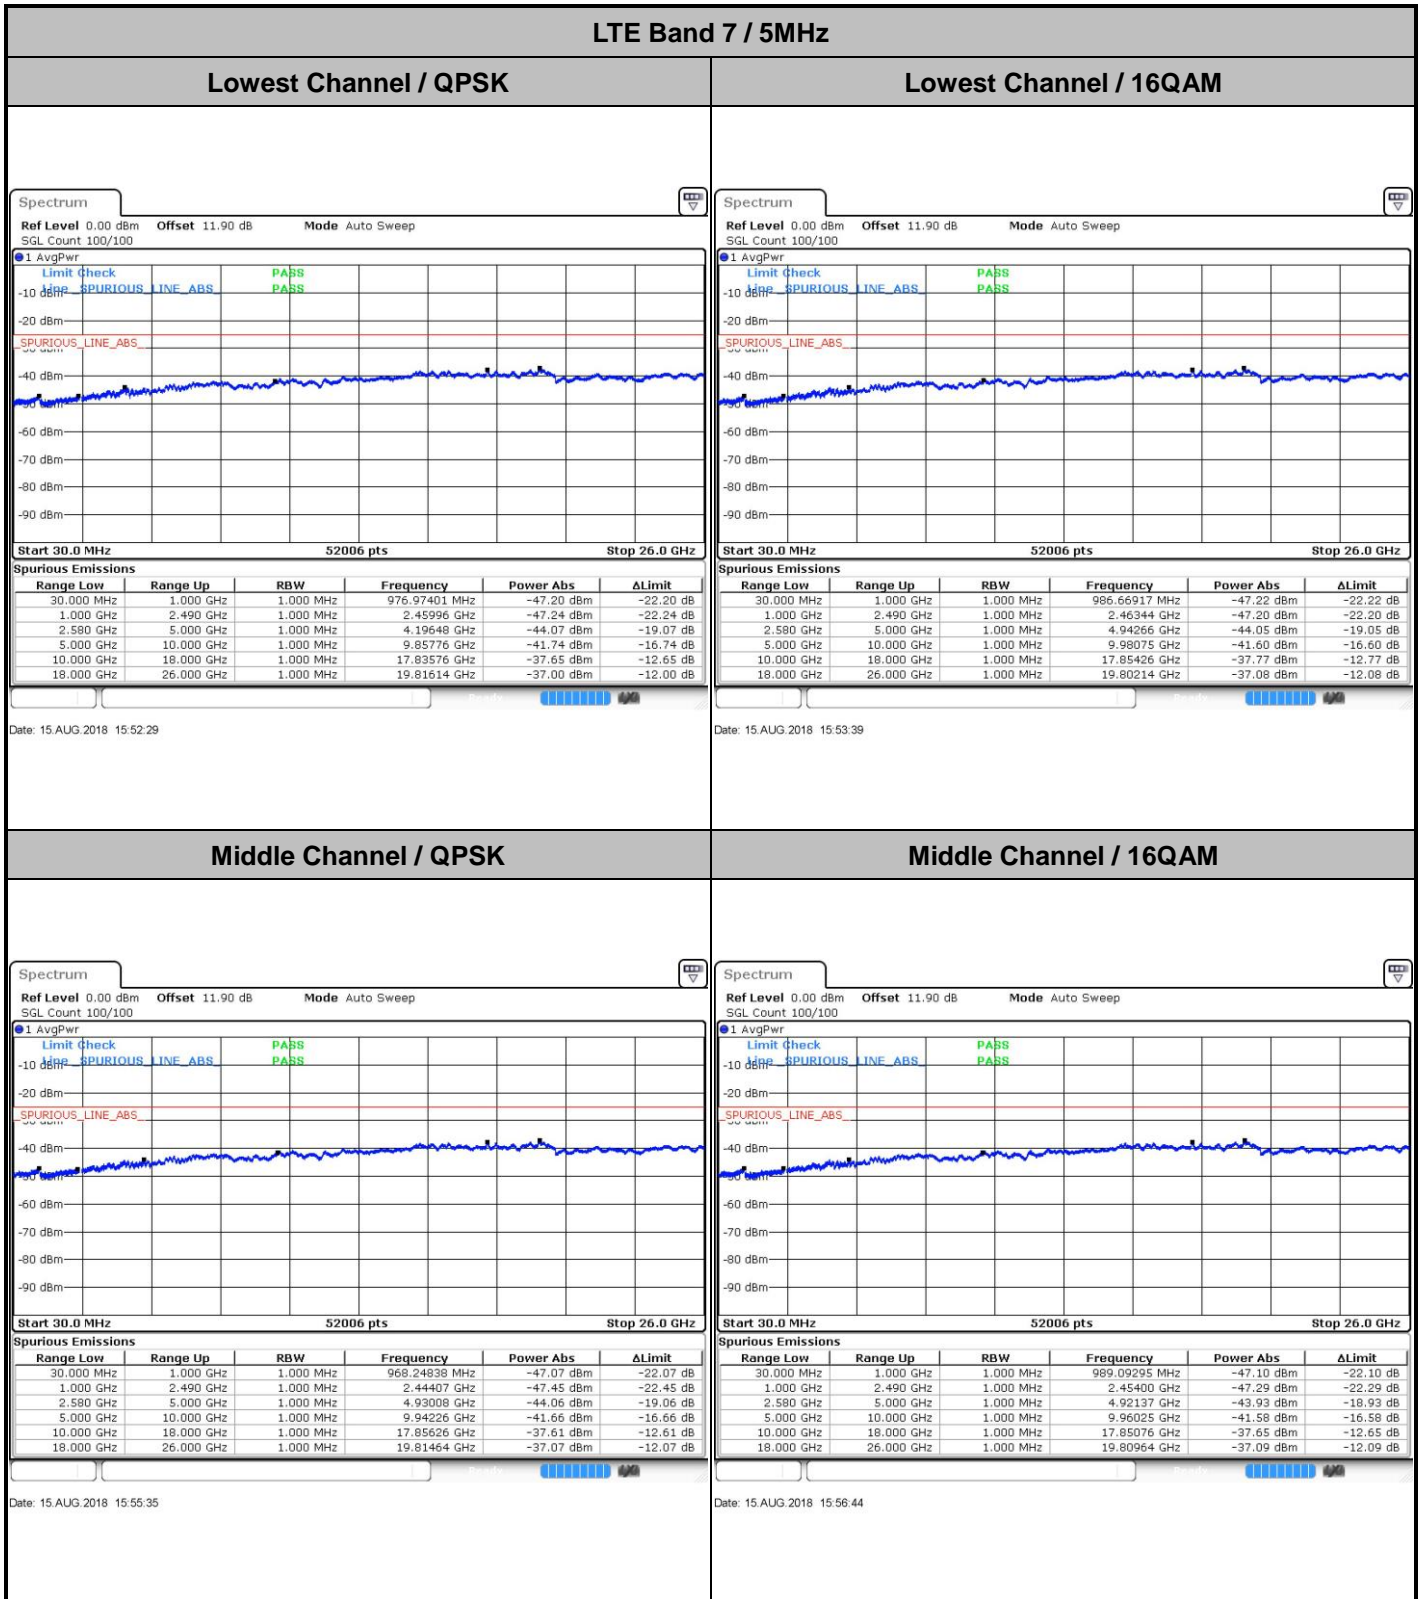 LTE Band 7 / 5MHz
Lowest Channel / QPSK
Lowest Channel / 16QAM
Spectrum
Ref Level 0.00 dBm Offset 11.90 dB Mode Auto Sweep
SGL Count 100/100
1 AvgPwr
Limit Check PASS
Line _SPURIOUS_LINE_ABS_ PASS
-10 dBm
-20 dBm
_SPURIOUS_LINE_ABS_
-30 dBm
-40 dBm
-50 dBm
-60 dBm
-70 dBm
-80 dBm
-90 dBm
Start 30.0 MHz 52006 pts Stop 26.0 GHz
Spurious Emissions
Range Low Range Up RBW Frequency Power Abs ΔLimit
30.000 MHz 1.000 GHz 1.000 MHz 976.97401 MHz -47.20 dBm -22.20 dB
1.000 GHz 2.490 GHz 1.000 MHz 2.45996 GHz -47.24 dBm -22.24 dB
2.580 GHz 5.000 GHz 1.000 MHz 4.19648 GHz -44.07 dBm -19.07 dB
5.000 GHz 10.000 GHz 1.000 MHz 9.85776 GHz -41.74 dBm -16.74 dB
10.000 GHz 18.000 GHz 1.000 MHz 17.83576 GHz -37.65 dBm -12.65 dB
18.000 GHz 26.000 GHz 1.000 MHz 19.81614 GHz -37.00 dBm -12.00 dB
Date: 15.AUG.2018 15:52:29
Spectrum
Ref Level 0.00 dBm Offset 11.90 dB Mode Auto Sweep
SGL Count 100/100
1 AvgPwr
Limit Check PASS
Line _SPURIOUS_LINE_ABS_ PASS
-10 dBm
-20 dBm
_SPURIOUS_LINE_ABS_
-30 dBm
-40 dBm
-50 dBm
-60 dBm
-70 dBm
-80 dBm
-90 dBm
Start 30.0 MHz 52006 pts Stop 26.0 GHz
Spurious Emissions
Range Low Range Up RBW Frequency Power Abs ΔLimit
30.000 MHz 1.000 GHz 1.000 MHz 986.66917 MHz -47.22 dBm -22.22 dB
1.000 GHz 2.490 GHz 1.000 MHz 2.46344 GHz -47.20 dBm -22.20 dB
2.580 GHz 5.000 GHz 1.000 MHz 4.94266 GHz -44.05 dBm -19.05 dB
5.000 GHz 10.000 GHz 1.000 MHz 9.98075 GHz -41.60 dBm -16.60 dB
10.000 GHz 18.000 GHz 1.000 MHz 17.85426 GHz -37.77 dBm -12.77 dB
18.000 GHz 26.000 GHz 1.000 MHz 19.80214 GHz -37.08 dBm -12.08 dB
Date: 15.AUG.2018 15:53:39
Middle Channel / QPSK
Middle Channel / 16QAM
Spectrum
Ref Level 0.00 dBm Offset 11.90 dB Mode Auto Sweep
SGL Count 100/100
1 AvgPwr
Limit Check PASS
Line _SPURIOUS_LINE_ABS_ PASS
-10 dBm
-20 dBm
_SPURIOUS_LINE_ABS_
-30 dBm
-40 dBm
-50 dBm
-60 dBm
-70 dBm
-80 dBm
-90 dBm
Start 30.0 MHz 52006 pts Stop 26.0 GHz
Spurious Emissions
Range Low Range Up RBW Frequency Power Abs ΔLimit
30.000 MHz 1.000 GHz 1.000 MHz 968.24838 MHz -47.07 dBm -22.07 dB
1.000 GHz 2.490 GHz 1.000 MHz 2.44407 GHz -47.45 dBm -22.45 dB
2.580 GHz 5.000 GHz 1.000 MHz 4.93008 GHz -44.06 dBm -19.06 dB
5.000 GHz 10.000 GHz 1.000 MHz 9.94226 GHz -41.66 dBm -16.66 dB
10.000 GHz 18.000 GHz 1.000 MHz 17.85626 GHz -37.61 dBm -12.61 dB
18.000 GHz 26.000 GHz 1.000 MHz 19.81464 GHz -37.07 dBm -12.07 dB
Date: 15.AUG.2018 15:55:35
Spectrum
Ref Level 0.00 dBm Offset 11.90 dB Mode Auto Sweep
SGL Count 100/100
1 AvgPwr
Limit Check PASS
Line _SPURIOUS_LINE_ABS_ PASS
-10 dBm
-20 dBm
_SPURIOUS_LINE_ABS_
-30 dBm
-40 dBm
-50 dBm
-60 dBm
-70 dBm
-80 dBm
-90 dBm
Start 30.0 MHz 52006 pts Stop 26.0 GHz
Spurious Emissions
Range Low Range Up RBW Frequency Power Abs ΔLimit
30.000 MHz 1.000 GHz 1.000 MHz 989.09295 MHz -47.10 dBm -22.10 dB
1.000 GHz 2.490 GHz 1.000 MHz 2.45400 GHz -47.29 dBm -22.29 dB
2.580 GHz 5.000 GHz 1.000 MHz 4.92137 GHz -43.93 dBm -18.93 dB
5.000 GHz 10.000 GHz 1.000 MHz 9.96025 GHz -41.58 dBm -16.58 dB
10.000 GHz 18.000 GHz 1.000 MHz 17.85076 GHz -37.65 dBm -12.65 dB
18.000 GHz 26.000 GHz 1.000 MHz 19.80964 GHz -37.09 dBm -12.09 dB
Date: 15.AUG.2018 15:56:44